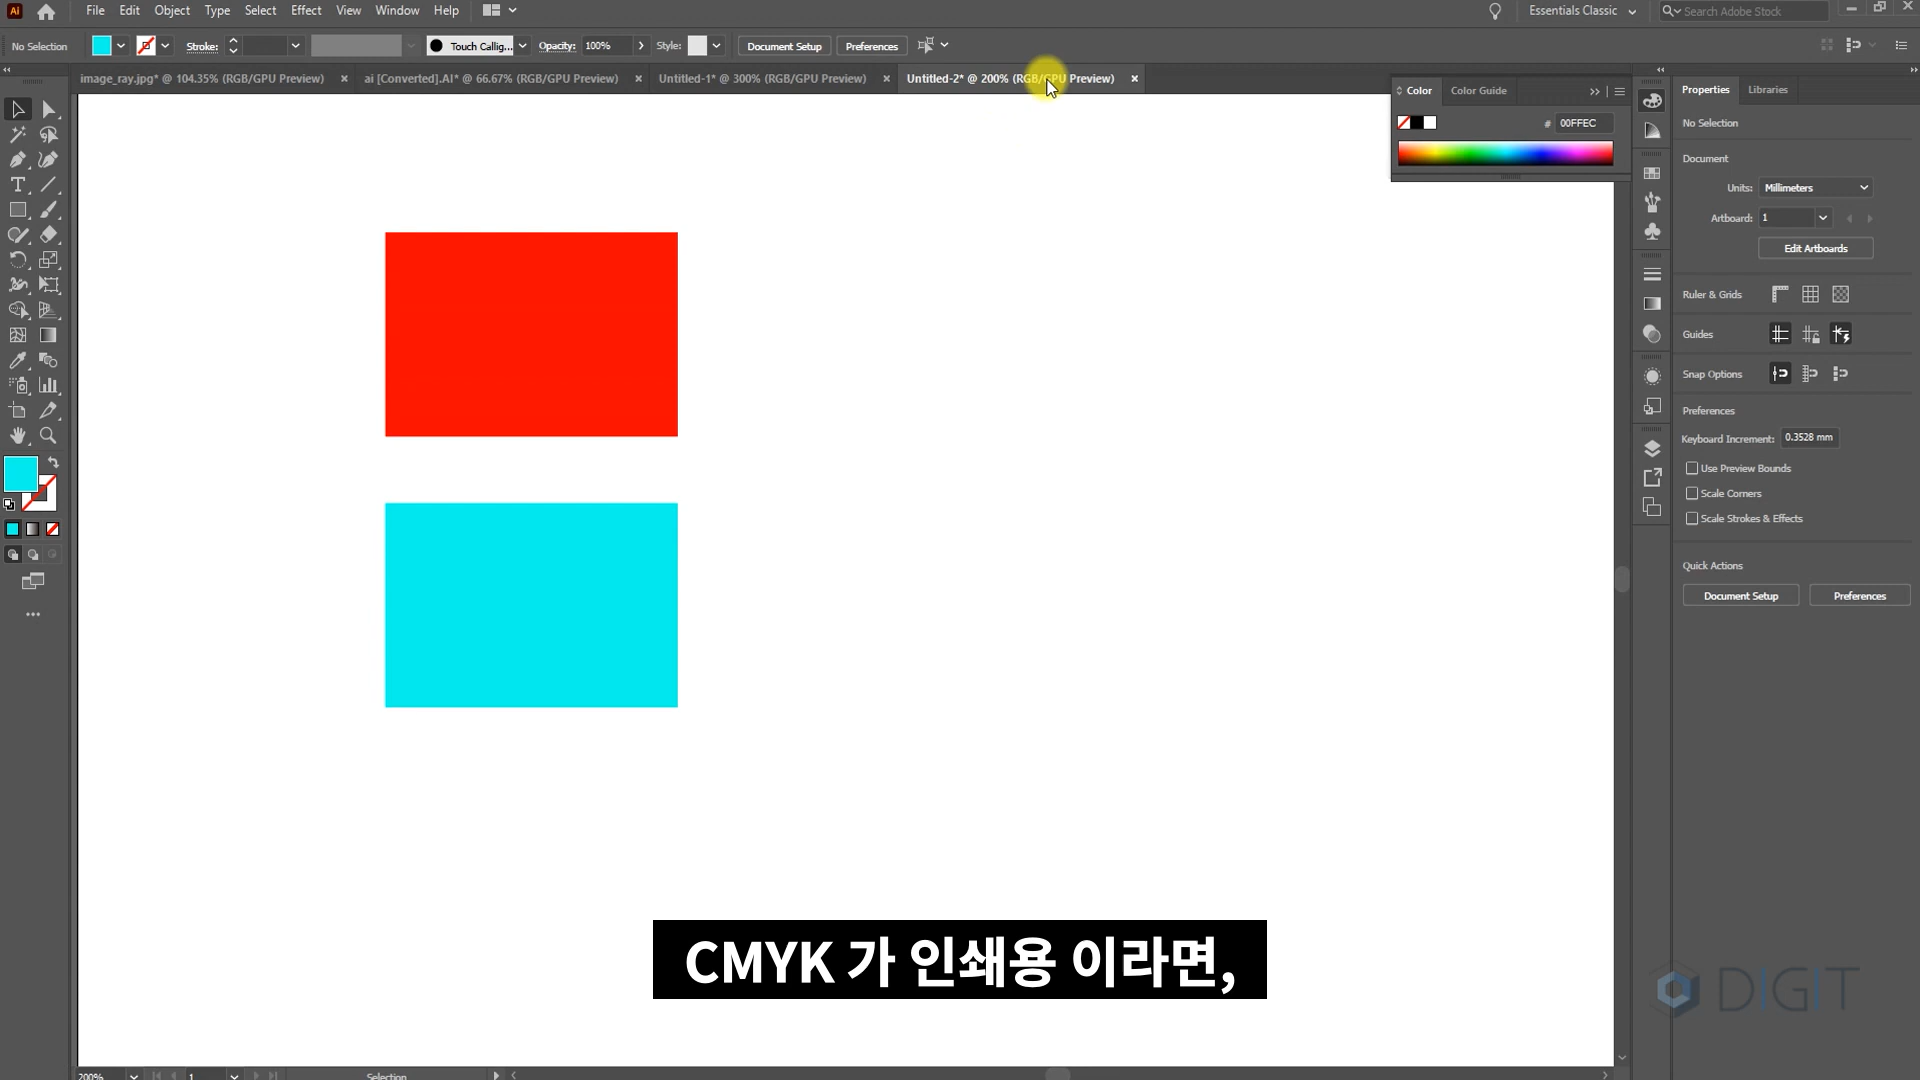 Ai File Edit Object Type Select Effect View Window Help Essentials Classic Search Adobe Stock
No Selection Stroke: Touch Callig... Opacity: 100% Style: Document Setup Preferences
image_ray.jpg* @ 104.35% (RGB/GPU Preview) × ai [Converted].AI* @ 66.67% (RGB/GPU Preview) × Untitled-1* @ 300% (RGB/GPU Preview) × Untitled-2* @ 200% (RGB/GPU Preview) ×
Color Color Guide
# 00FFEC
Properties Libraries
No Selection
Document
Units: Millimeters
Artboard: 1
Edit Artboards
Ruler & Grids
Guides
Snap Options
Preferences
Keyboard Increment: 0.3528 mm
Use Preview Bounds
Scale Corners
Scale Strokes & Effects
Quick Actions
Document Setup Preferences
CMYK 가 인쇄용 이라면,
DIGIT
200% 1 Selection